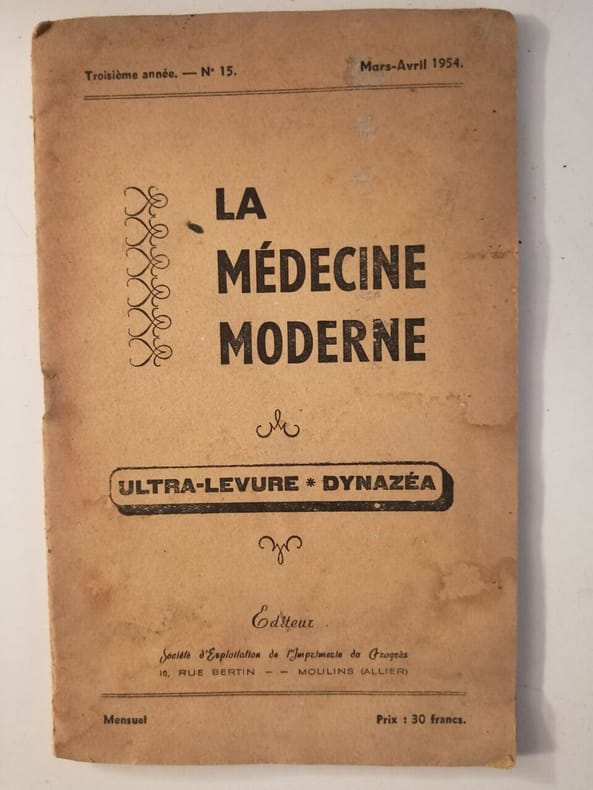 Troisième année. — N° 15.
Mars-Avril 1954.
LA
MÉDECINE
MODERNE
ULTRA-LEVURE * DYNAZÉA
Editeur
Société d'Exploitation de l'Imprimerie du Progrès
10, RUE BERTIN – – MOULINS (ALLIER)
Mensuel
Prix : 30 francs.